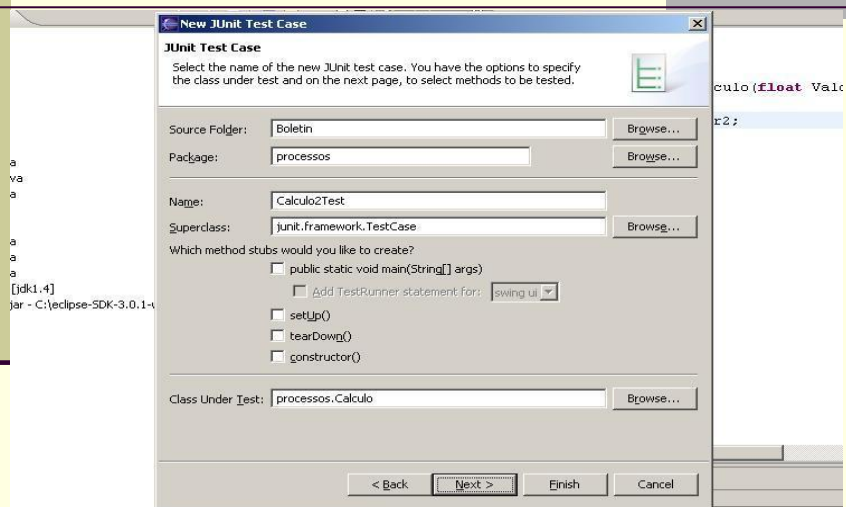 New JUnit Test Case
JUnit Test Case
Select the name of the new JUnit test case. You have the options to specify
the class under test and on the next page, to select methods to be tested.
culo(float Valo
r2;
Source Folder: Boletin Browse...
Package: processos Browse...
a
va
a
Name: Calculo2Test
Superclass: junit.framework.TestCase Browse...
Which method stubs would you like to create?
a
a
a
public static void main(String[] args)
[jdk1.4]
Add TestRunner statement for: swing ui
jar - C:\eclipse-SDK-3.0.1-
setUp()
tearDown()
constructor()
Class Under Test: processos.Calculo Browse...
< Back Next > Finish Cancel